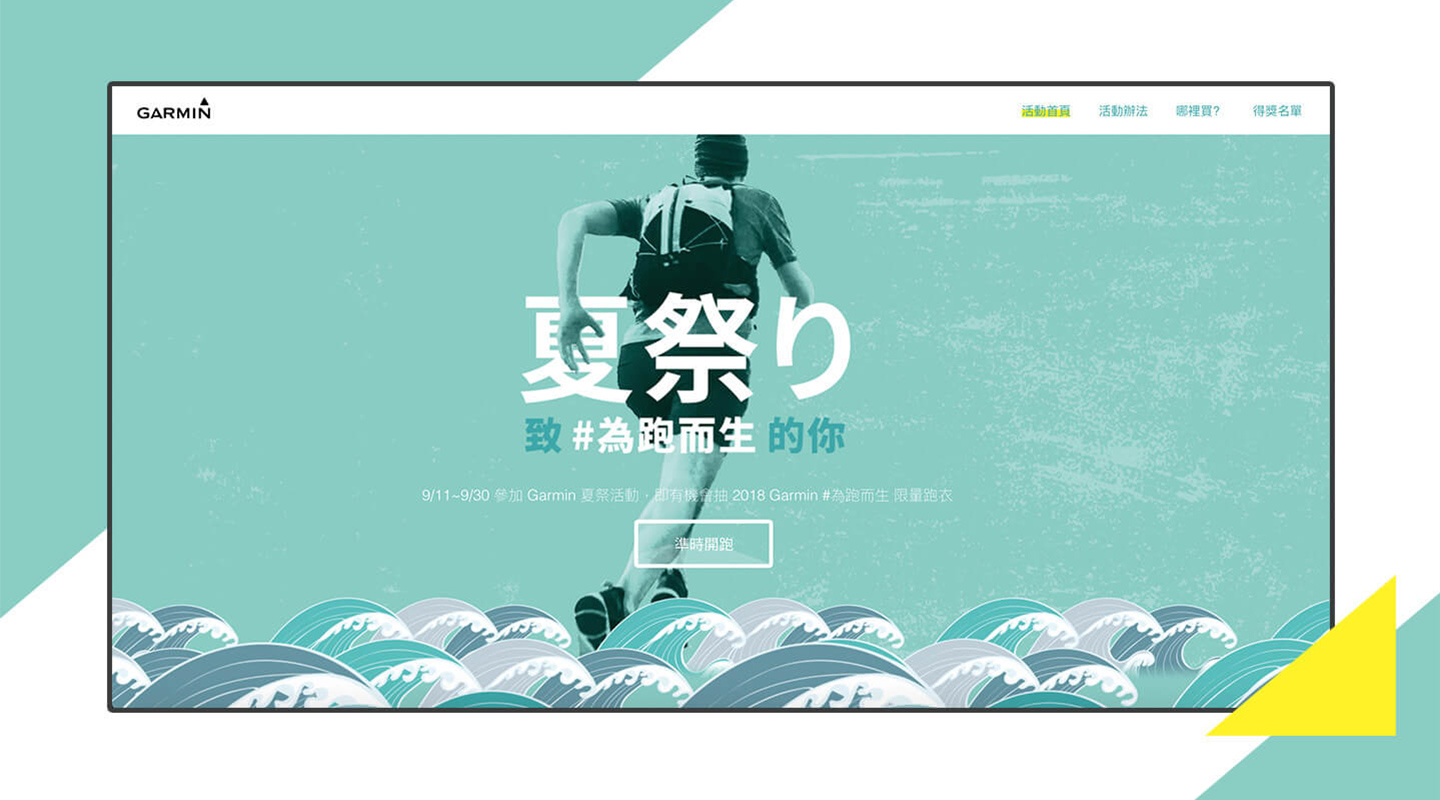 GARMIN
活動首頁 活動辦法 哪裡買? 得獎名單
夏祭り
致 #為跑而生 的你
9/11~9/30 參加 Garmin 夏祭活動，即有機會抽 2018 Garmin #為跑而生 限量跑衣
準時開跑